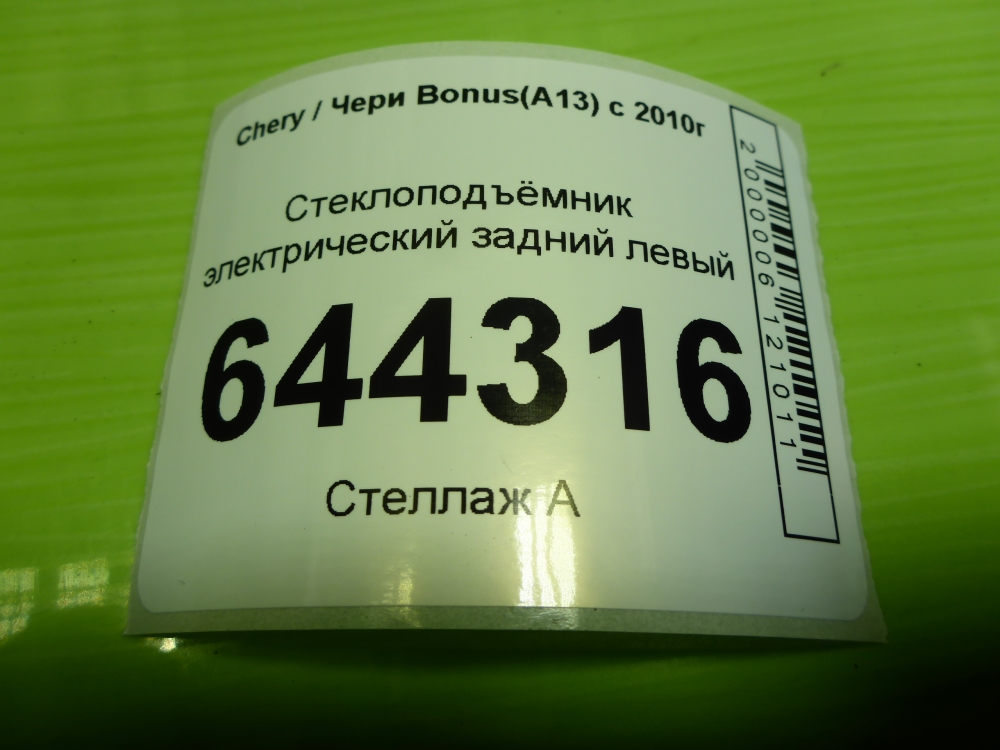 Chery / Чери Bonus(A13) с 2010г
Стеклоподъёмник
электрический задний левый
644316
Стеллаж А
2000006121011